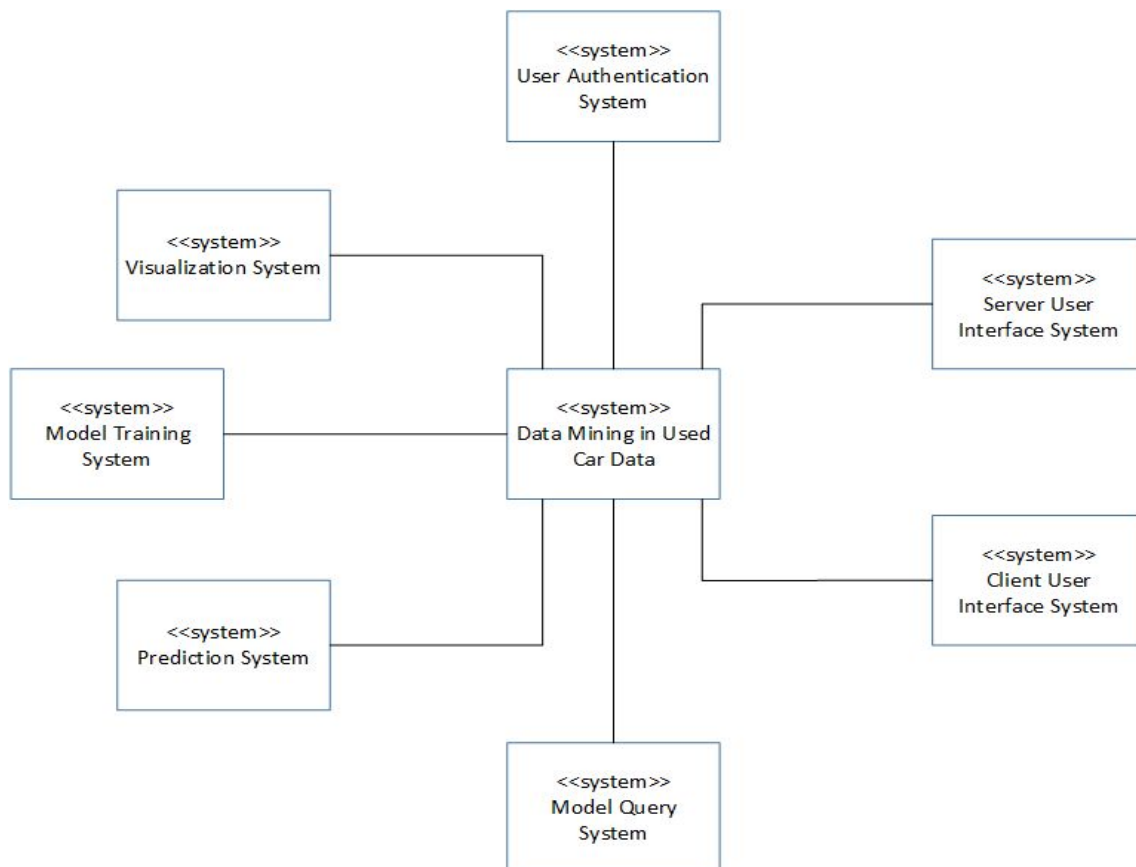 <<system>>
User Authentication
System
<<system>>
Visualization System
<<system>>
Server User
Interface System
<<system>>
Model Training
System
<<system>>
Data Mining in Used
Car Data
<<system>>
Client User
Interface System
<<system>>
Prediction System
<<system>>
Model Query
System